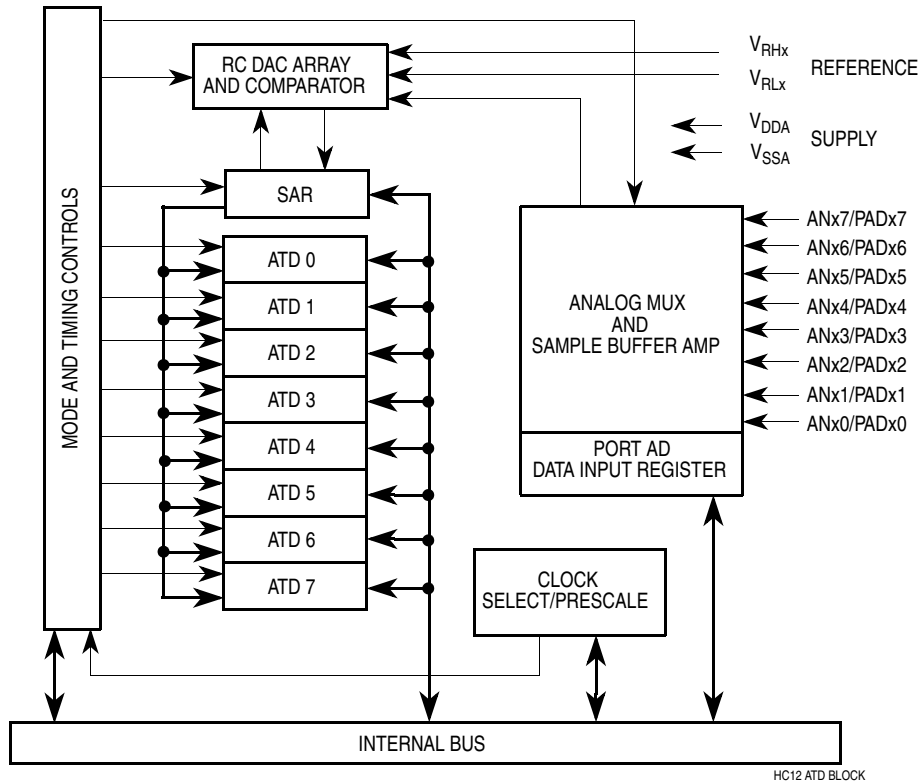 RC DAC ARRAY
AND COMPARATOR
V_RHx
REFERENCE
V_RLx
V_DDA
SUPPLY
V_SSA
MODE AND TIMING CONTROLS
SAR
ATD 0
ATD 1
ATD 2
ATD 3
ATD 4
ATD 5
ATD 6
ATD 7
ANALOG MUX
AND
SAMPLE BUFFER AMP
PORT AD
DATA INPUT REGISTER
ANx7/PADx7
ANx6/PADx6
ANx5/PADx5
ANx4/PADx4
ANx3/PADx3
ANx2/PADx2
ANx1/PADx1
ANx0/PADx0
CLOCK
SELECT/PRESCALE
INTERNAL BUS
HC12 ATD BLOCK